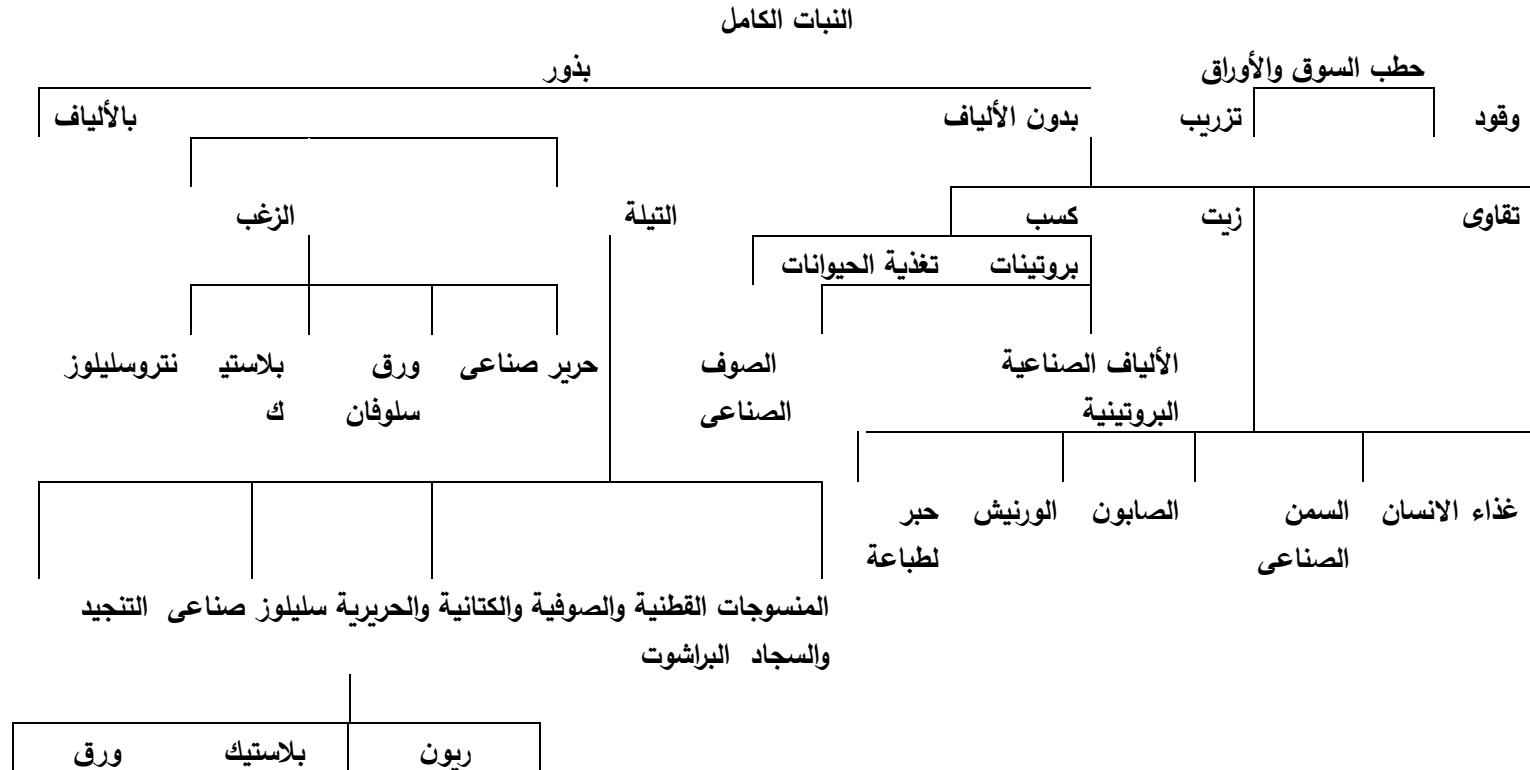 النبات الكامل
حطب السوق والأوراق بذور
وقود تزريب بدون الألياف بالألياف
تقاوى زيت كسب التيلة الزغب
بروتينات تغذية الحيوانات
الألياف الصناعية الصوف حرير صناعى ورق بلاستيـ نتروسليلوز
البروتينية الصناعى سلوفان ك
غذاء الانسان السمن الصابون الورنيش حبر
الصناعى لطباعة
المنسوجات القطنية والصوفية والكتانية والحريرية سليلوز صناعى التنجيد
والسجاد البراشوت
ريون بلاستيك ورق